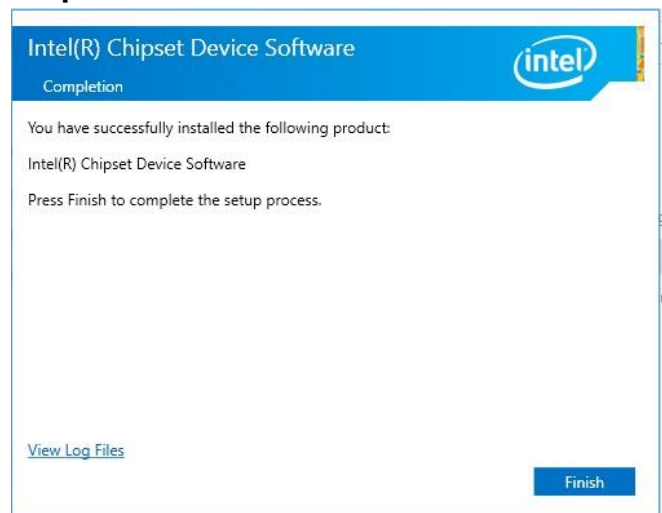 Intel(R) Chipset Device Software
intel
Completion
You have successfully installed the following product:
Intel(R) Chipset Device Software
Press Finish to complete the setup process.
View Log Files
Finish